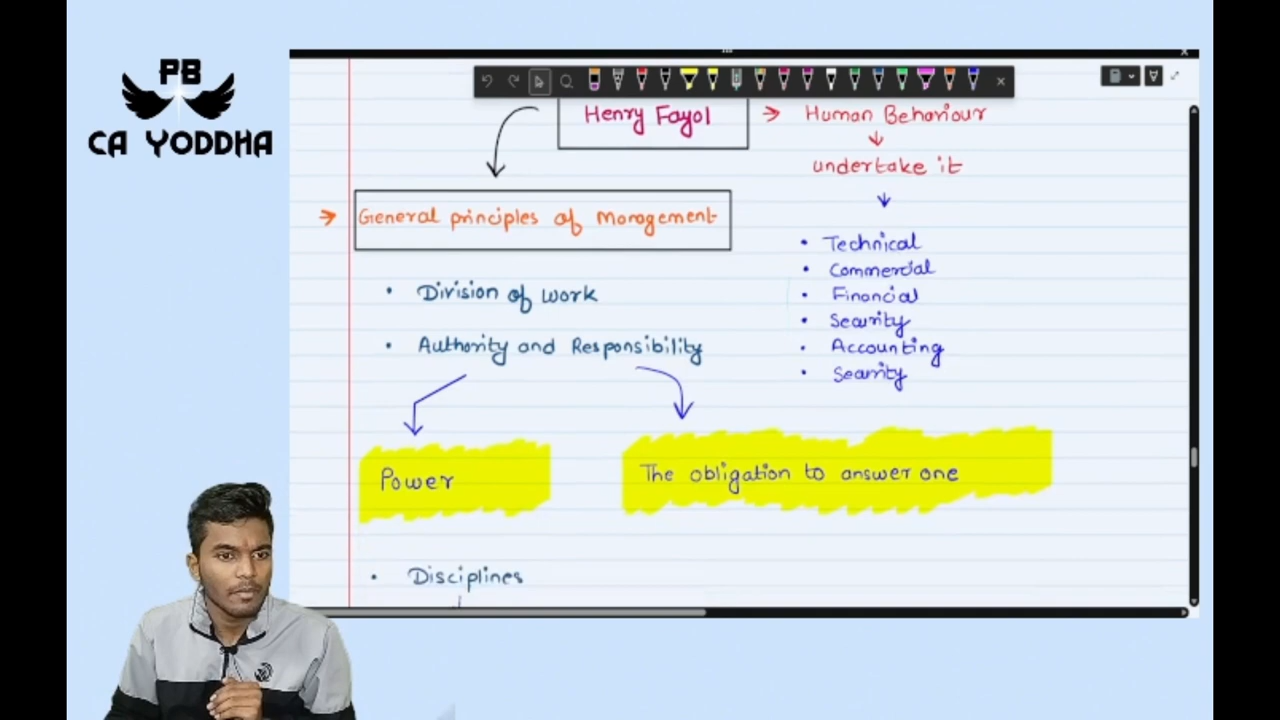 PB
CA YODDHA
Henry Fayol → Human Behaviour
↓
undertake it
↓
→ General principles of Management
• Technical
• Commercial
• Financial
• Security
• Accounting
• Security
• Division of work
• Authority and Responsibility
Power
The obligation to answer one
• Disciplines